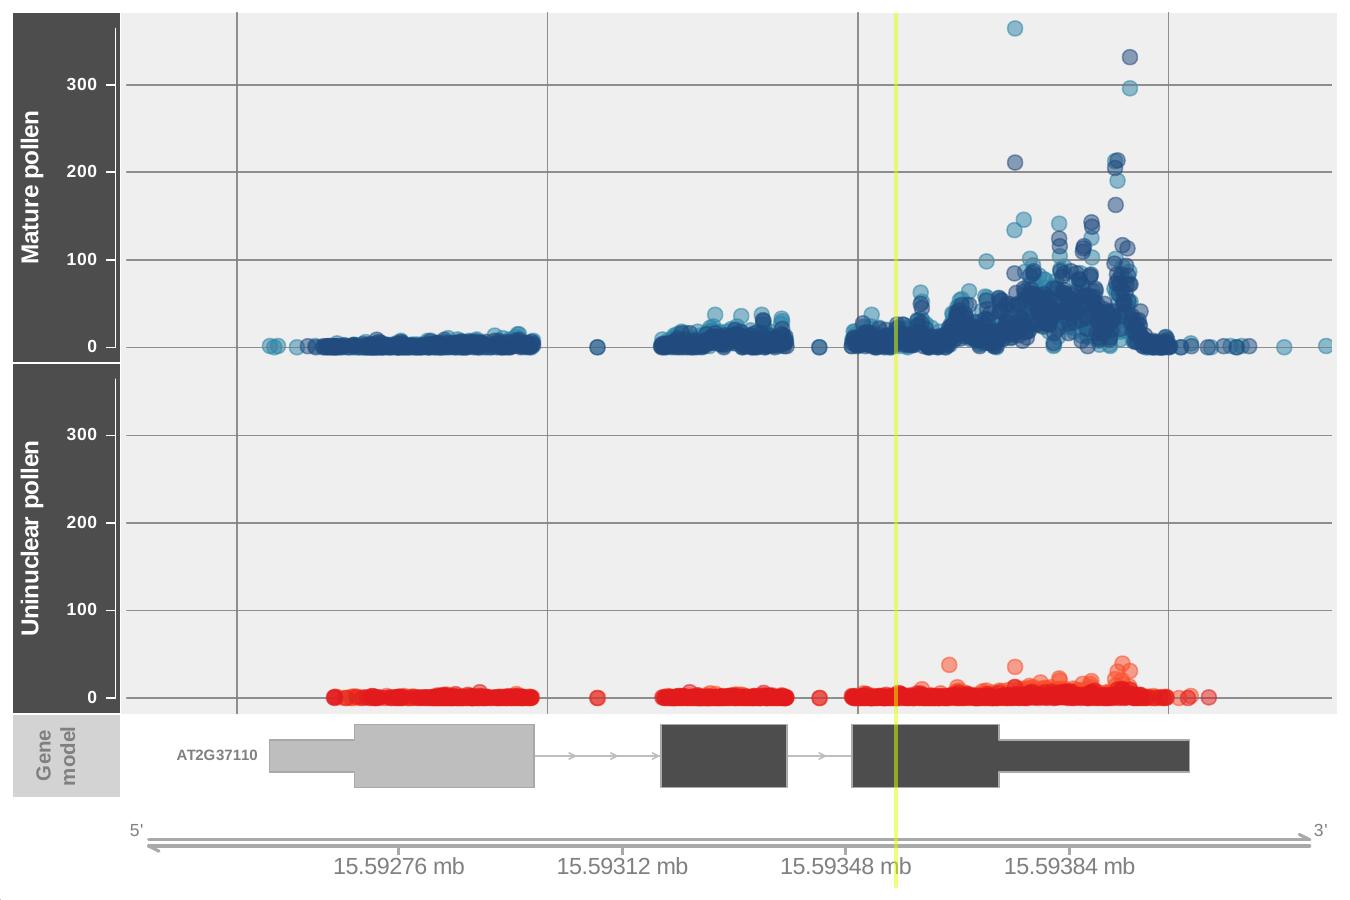 Mature pollen
300
200
100
0
Uninuclear pollen
300
200
100
0
Gene
model
AT2G37110
5'
3'
15.59276 mb
15.59312 mb
15.59348 mb
15.59384 mb